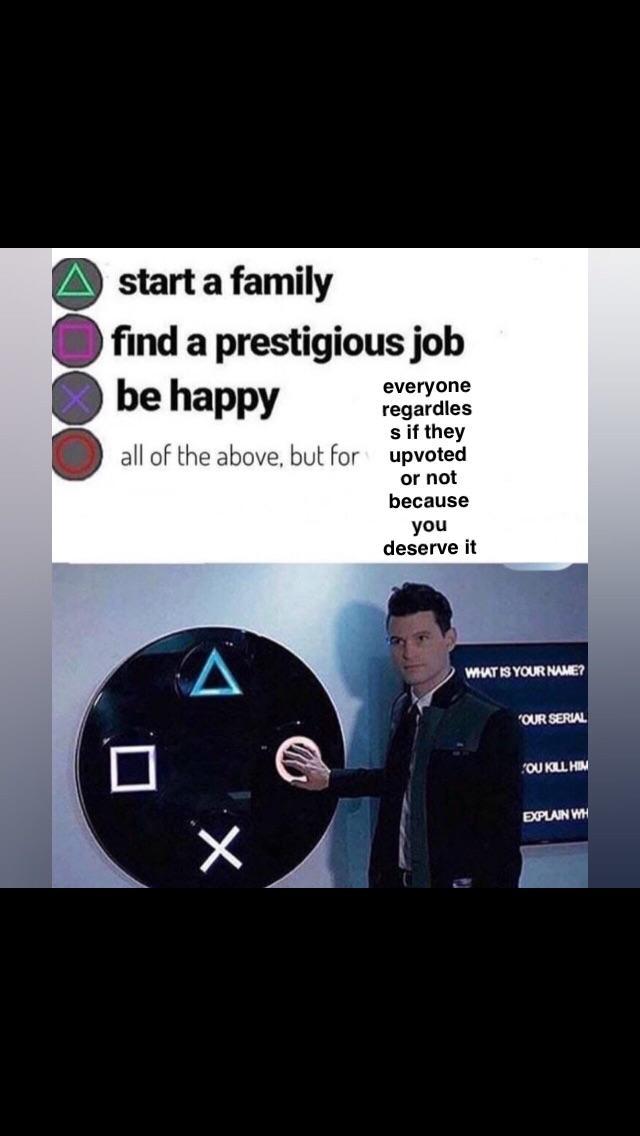 start a family
find a prestigious job
be happy
all of the above, but for
everyone
regardles
s if they
upvoted
or not
because
you
deserve it
WHAT IS YOUR NAME?
'OUR SERIAL
'OU KILL HIM
EXPLAIN WH